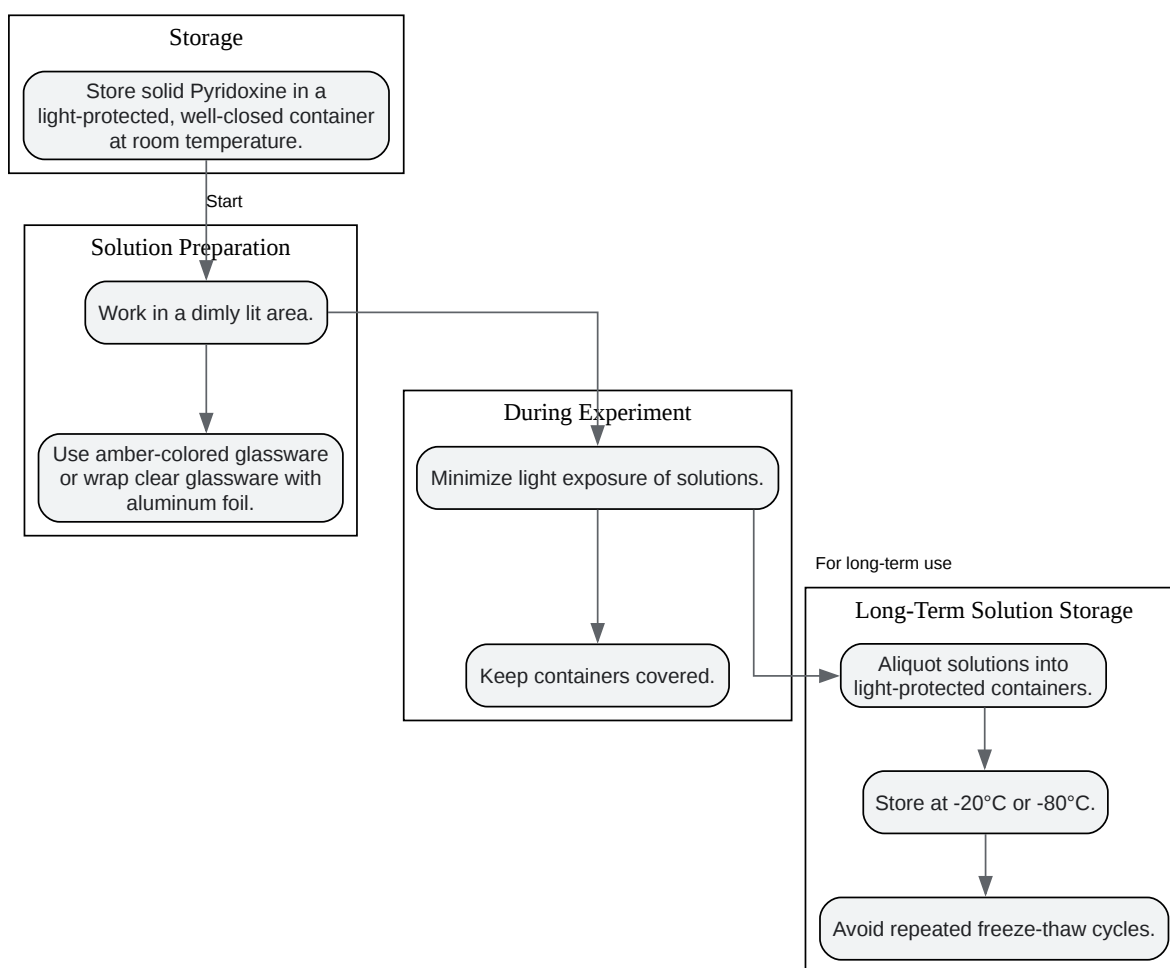 Storage
Store solid Pyridoxine in a
light-protected, well-closed container
at room temperature.
Start
Solution Preparation
Work in a dimly lit area.
Use amber-colored glassware
or wrap clear glassware with
aluminum foil.
During Experiment
Minimize light exposure of solutions.
Keep containers covered.
For long-term use
Long-Term Solution Storage
Aliquot solutions into
light-protected containers.
Store at -20°C or -80°C.
Avoid repeated freeze-thaw cycles.